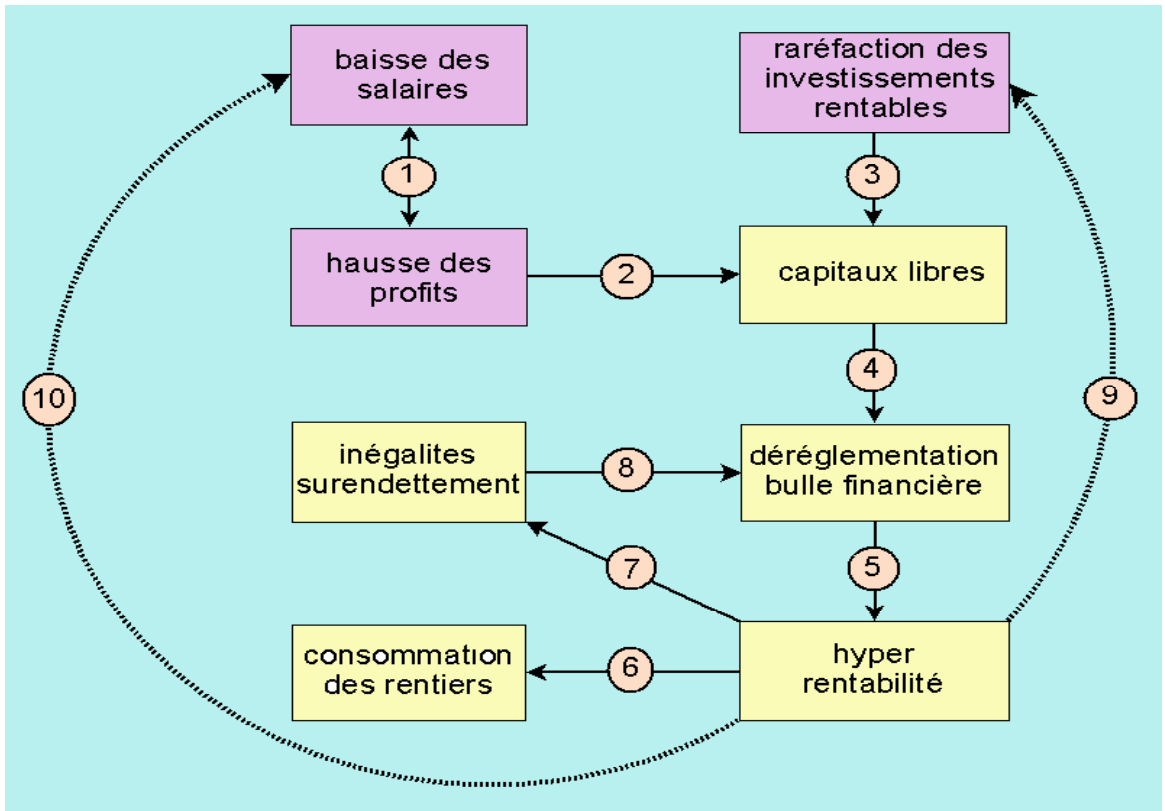 baisse des
salaires
raréfaction des
investissements
rentables
1
3
hausse des
profits
2
capitaux libres
4
10
9
inégalites
surendettement
8
déréglementation
bulle financière
7
5
consommation
des rentiers
6
hyper
rentabilité